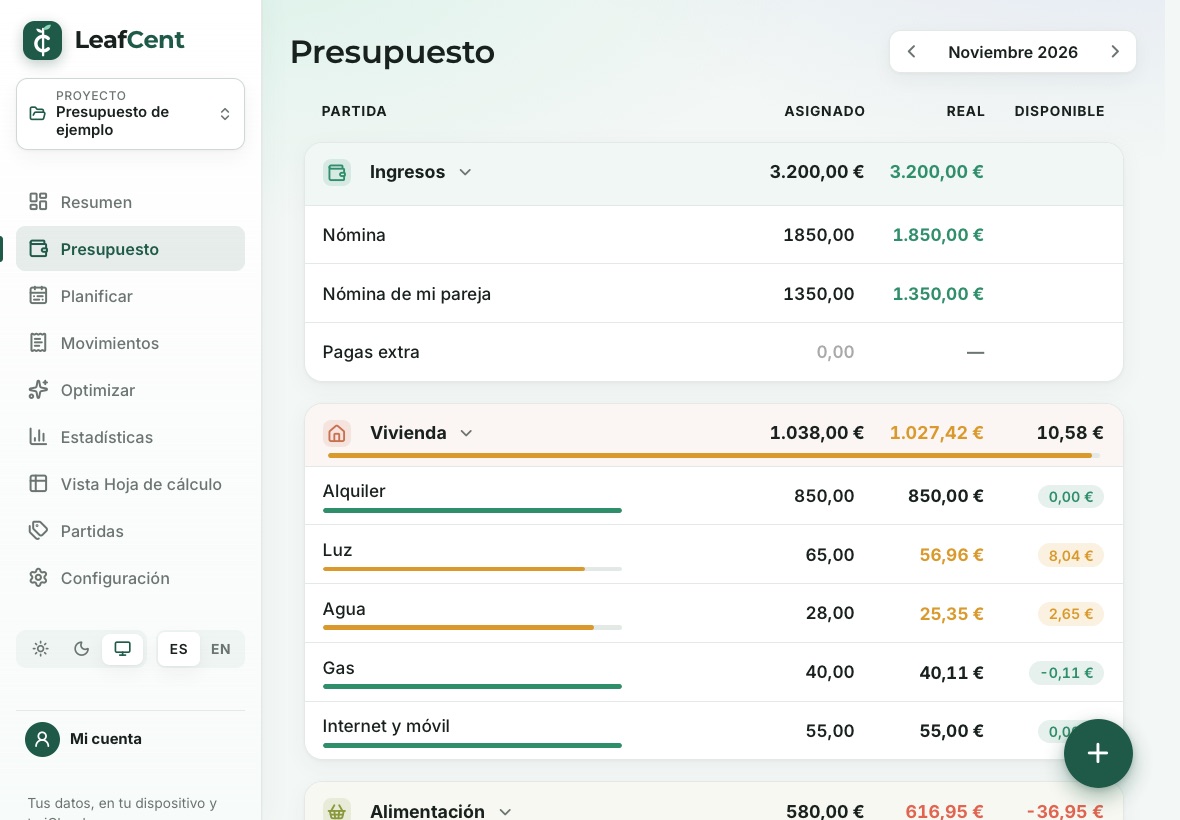 LeafCent
PROYECTO
Presupuesto de
ejemplo
Resumen
Presupuesto
Planificar
Movimientos
Optimizar
Estadísticas
Vista Hoja de cálculo
Partidas
Configuración
ES EN
Mi cuenta
Tus datos, en tu dispositivo y
Presupuesto
Noviembre 2026
PARTIDA ASIGNADO REAL DISPONIBLE
Ingresos 3.200,00 € 3.200,00 €
Nómina 1850,00 1.850,00 €
Nómina de mi pareja 1350,00 1.350,00 €
Pagas extra 0,00 —
Vivienda 1.038,00 € 1.027,42 € 10,58 €
Alquiler 850,00 850,00 € 0,00 €
Luz 65,00 56,96 € 8,04 €
Agua 28,00 25,35 € 2,65 €
Gas 40,00 40,11 € -0,11 €
Internet y móvil 55,00 55,00 €
Alimentación 580,00 € 616,95 € -36,95 €